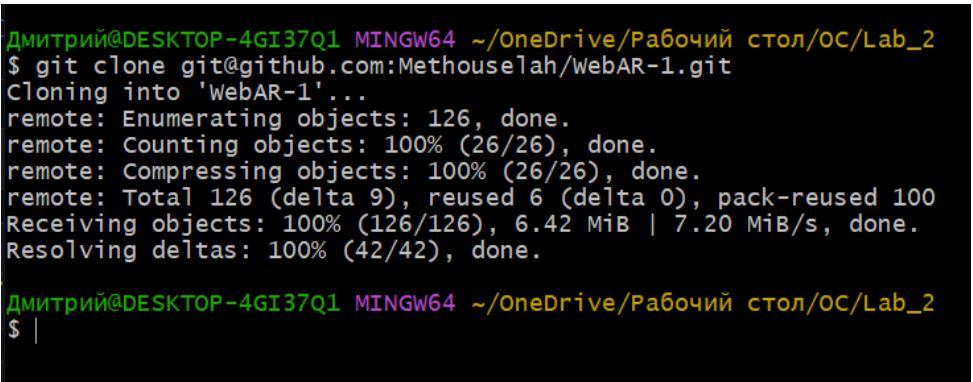 Дмитрий@DESKTOP-4GI37Q1 MINGW64 ~/OneDrive/Рабочий стол/ОС/Lab_2
$ git clone git@github.com:Methouselah/WebAR-1.git
Cloning into 'WebAR-1'...
remote: Enumerating objects: 126, done.
remote: Counting objects: 100% (26/26), done.
remote: Compressing objects: 100% (26/26), done.
remote: Total 126 (delta 9), reused 6 (delta 0), pack-reused 100
Receiving objects: 100% (126/126), 6.42 MiB | 7.20 MiB/s, done.
Resolving deltas: 100% (42/42), done.
Дмитрий@DESKTOP-4GI37Q1 MINGW64 ~/OneDrive/Рабочий стол/ОС/Lab_2
$